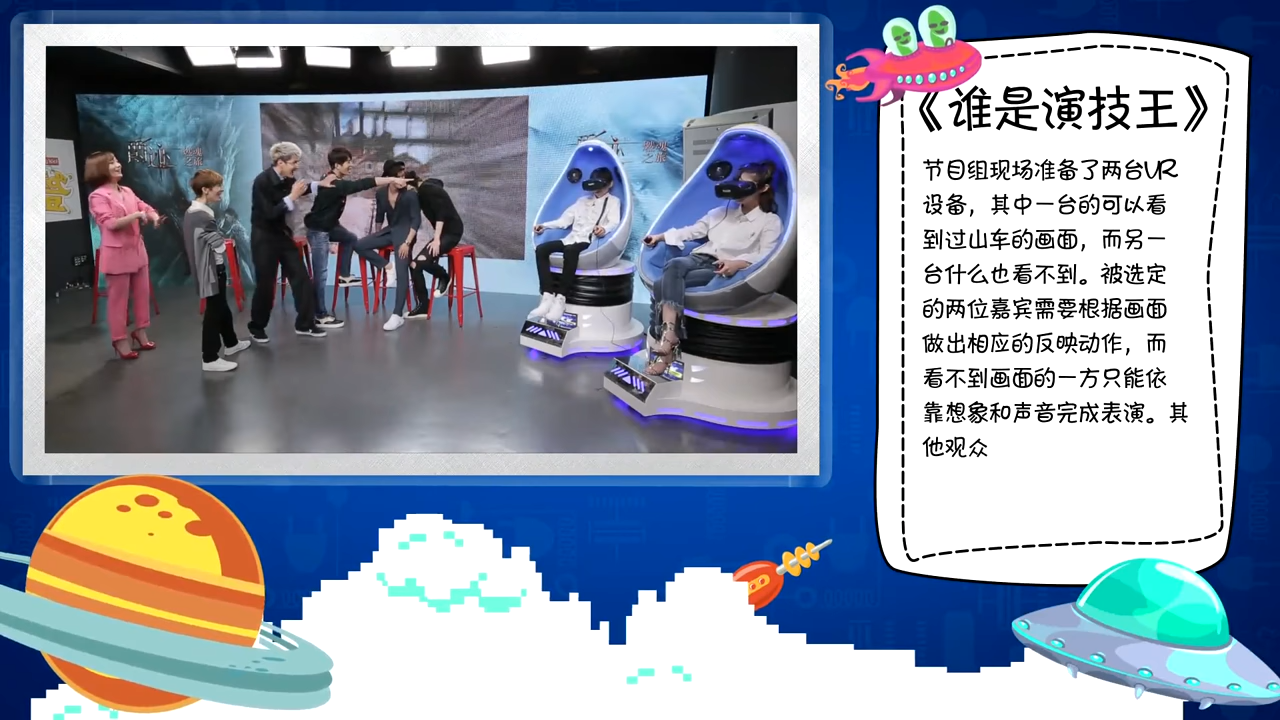 《谁是演技王》
节目组现场准备了两台VR
设备，其中一台的可以看
到过山车的画面，而另一
台什么也看不到。被选定
的两位嘉宾需要根据画面
做出相应的反映动作，而
看不到画面的一方只能依
靠想象和声音完成表演。其
他观众